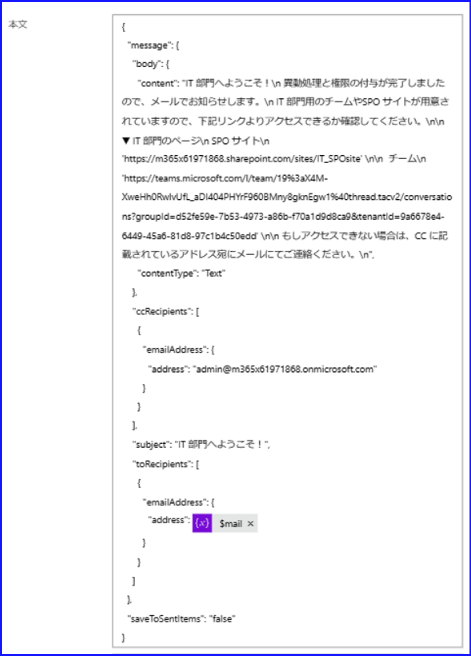 本文
{
"message": {
"body": {
"content": "IT 部門へようこそ！\n 異動処理と権限の付与が完了しました
ので、メールでお知らせします。\n IT 部門用のチームやSPO サイトが用意さ
れていますので、下記リンクよりアクセスできるか確認してください。\n\n
▼ IT 部門のページ\n SPO サイト\n
'https://m365x61971868.sharepoint.com/sites/IT_SPOsite' \n\n チーム\n
'https://teams.microsoft.com/l/team/19%3aX4M-
XweHh0RwIvUfL_aDI404PHYrF960BMny8gknEgw1%40thread.tacv2/conversatio
ns?groupId=d52fe59e-7b53-4973-a86b-f70a1d9d8ca9&tenantId=9a6678e4-
6449-45a6-81d8-97c1b4c50edd' \n\n もしアクセスできない場合は、CC に記
載されているアドレス宛にメールにてご連絡ください。\n",
"contentType": "Text"
},
"ccRecipients": [
{
"emailAddress": {
"address": "admin@m365x61971868.onmicrosoft.com"
}
}
],
"subject": "IT 部門へようこそ！",
"toRecipients": [
{
"emailAddress": {
"address": {x} $mail ×
}
}
]
},
"saveToSentItems": "false"
}